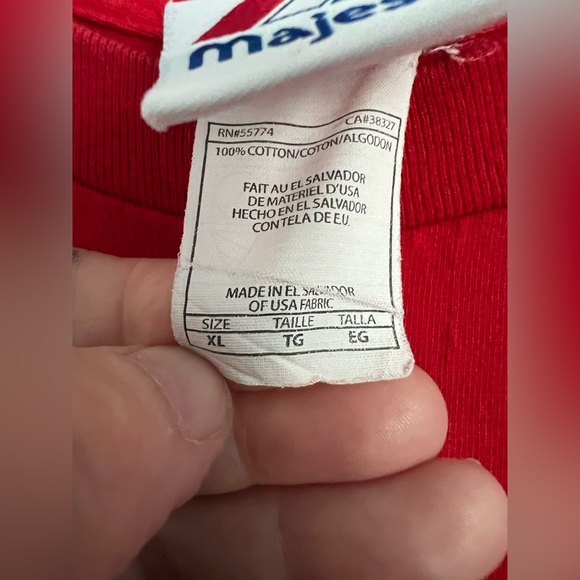 majes
RN#55774 CA#38327
100% COTTON/COTON/ALGODON
FAIT AU EL SALVADOR
DE MATERIEL D'USA
HECHO EN EL SALVADOR
CON TELA DE E.U.
MADE IN EL SALVADOR
OF USA FABRIC
SIZE TAILLE TALLA
XL TG EG